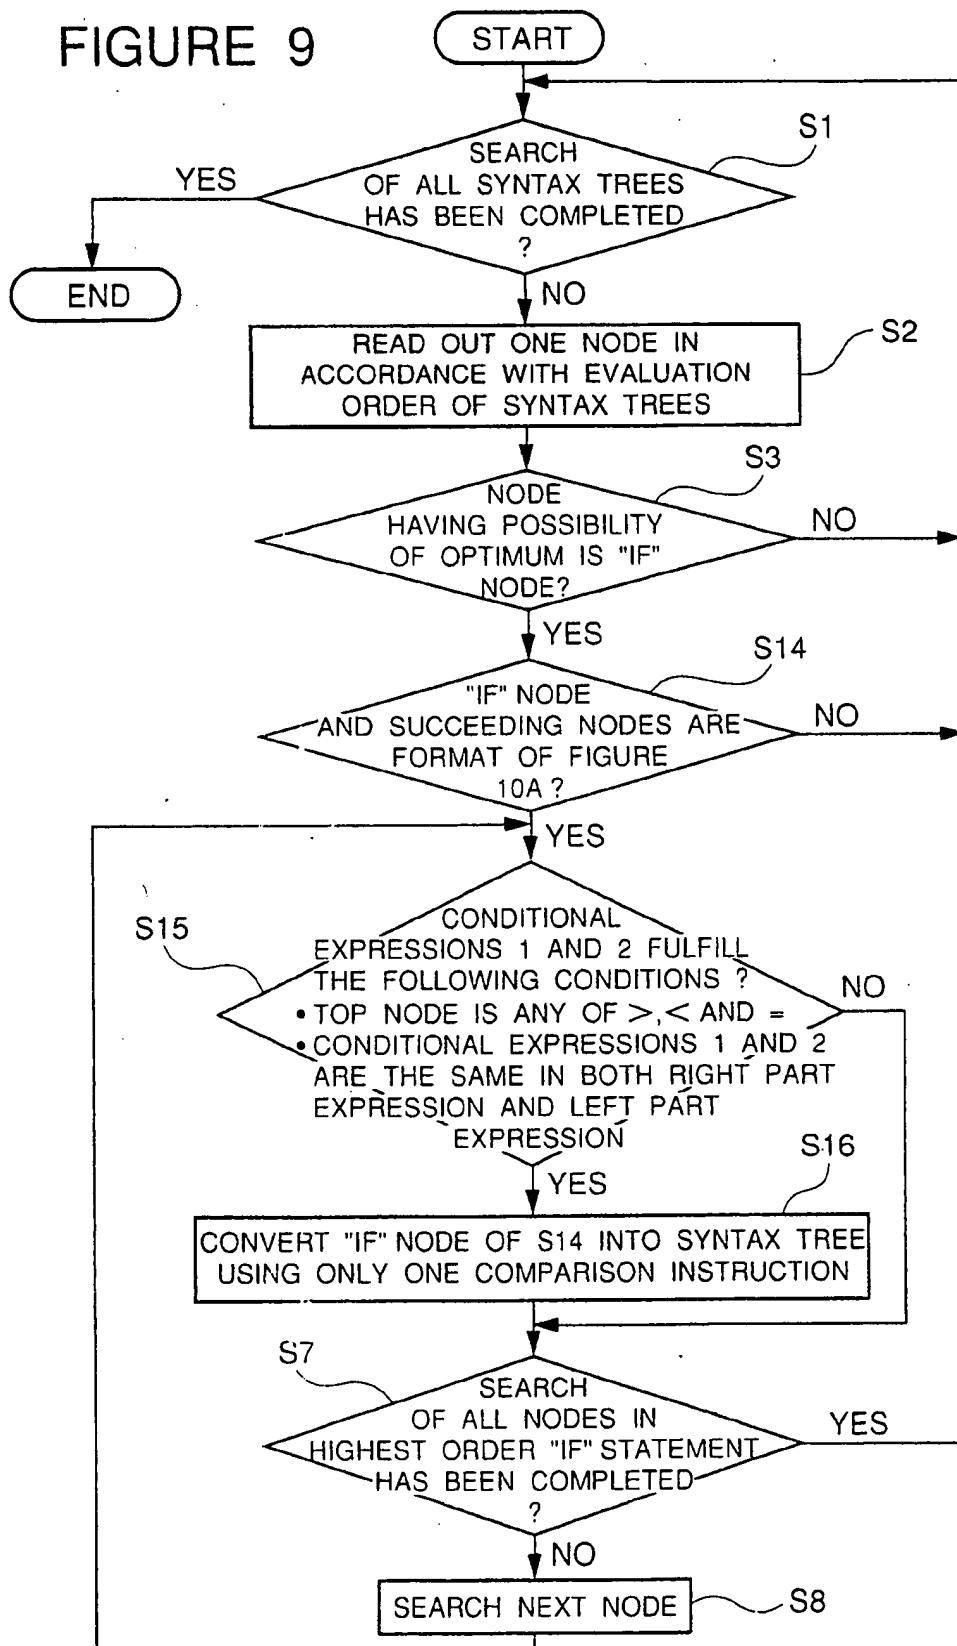 FIGURE 9
START
S1
SEARCH
OF ALL SYNTAX TREES
HAS BEEN COMPLETED
?
YES
END
NO
S2
READ OUT ONE NODE IN
ACCORDANCE WITH EVALUATION
ORDER OF SYNTAX TREES
S3
NODE
HAVING POSSIBILITY
OF OPTIMUM IS "IF"
NODE?
NO
YES
S14
"IF" NODE
AND SUCCEEDING NODES ARE
FORMAT OF FIGURE
10A ?
NO
YES
S15
CONDITIONAL
EXPRESSIONS 1 AND 2 FULFILL
THE FOLLOWING CONDITIONS ?
• TOP NODE IS ANY OF >,< AND =
• CONDITIONAL EXPRESSIONS 1 AND 2
ARE THE SAME IN BOTH RIGHT PART
EXPRESSION AND LEFT PART
EXPRESSION
NO
YES
S16
CONVERT "IF" NODE OF S14 INTO SYNTAX TREE
USING ONLY ONE COMPARISON INSTRUCTION
S7
SEARCH
OF ALL NODES IN
HIGHEST ORDER "IF" STATEMENT
HAS BEEN COMPLETED
?
YES
NO
SEARCH NEXT NODE
S8